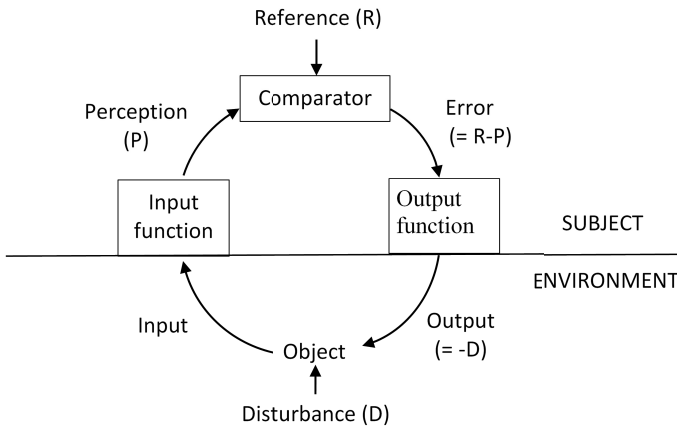 Reference (R)
Comparator
Perception
(P)
Error
(= R-P)
Input
function
Output
function
SUBJECT
ENVIRONMENT
Input
Output
(= -D)
Object
Disturbance (D)